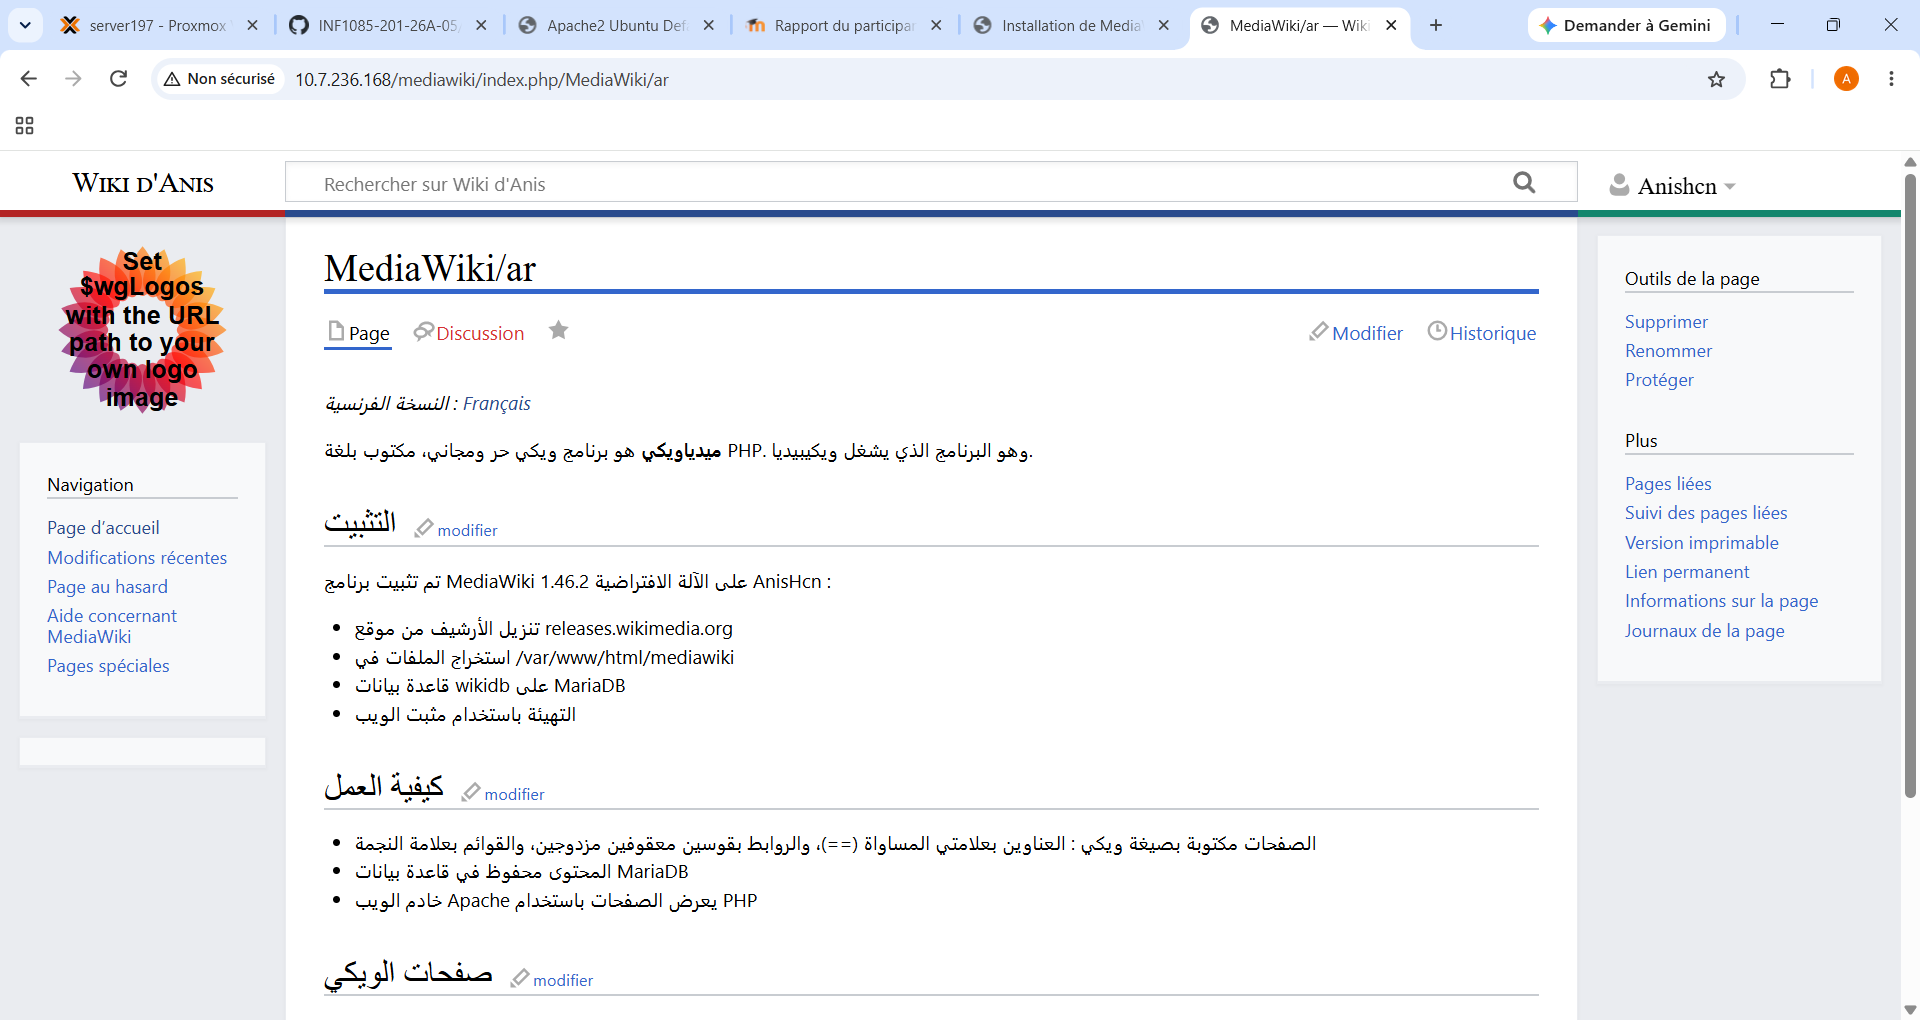 server197 - Proxmox
INF1085-201-26A-05
Apache2 Ubuntu Def
Rapport du participan
Installation de Media
MediaWiki/ar — Wiki
Demander à Gemini
Non sécurisé
10.7.236.168/mediawiki/index.php/MediaWiki/ar
A
Wiki d'Anis
Rechercher sur Wiki d'Anis
Anishcn
Set
$wgLogos
with the URL
path to your
own logo
image
Navigation
Page d’accueil
Modifications récentes
Page au hasard
Aide concernant
MediaWiki
Pages spéciales
MediaWiki/ar
Page
Discussion
Modifier
Historique
النسخة الفرنسية : Français
ميدياويكي هو برنامج ويكي حر ومجاني، مكتوب بلغة PHP. وهو البرنامج الذي يشغل ويكيبيديا.
التثبيت modifier
تم تثبيت برنامج MediaWiki 1.46.2 على الآلة الافتراضية AnisHcn :
تنزيل الأرشيف من موقع releases.wikimedia.org
استخراج الملفات في /var/www/html/mediawiki
قاعدة بيانات wikidb على MariaDB
التهيئة باستخدام مثبت الويب
كيفية العمل modifier
الصفحات مكتوبة بصيغة ويكي : العناوين بعلامتي المساواة (==)، والروابط بقوسين معقوفين مزدوجين، والقوائم بعلامة النجمة
المحتوى محفوظ في قاعدة بيانات MariaDB
خادم الويب Apache يعرض الصفحات باستخدام PHP
صفحات الويكي modifier
Outils de la page
Supprimer
Renommer
Protéger
Plus
Pages liées
Suivi des pages liées
Version imprimable
Lien permanent
Informations sur la page
Journaux de la page